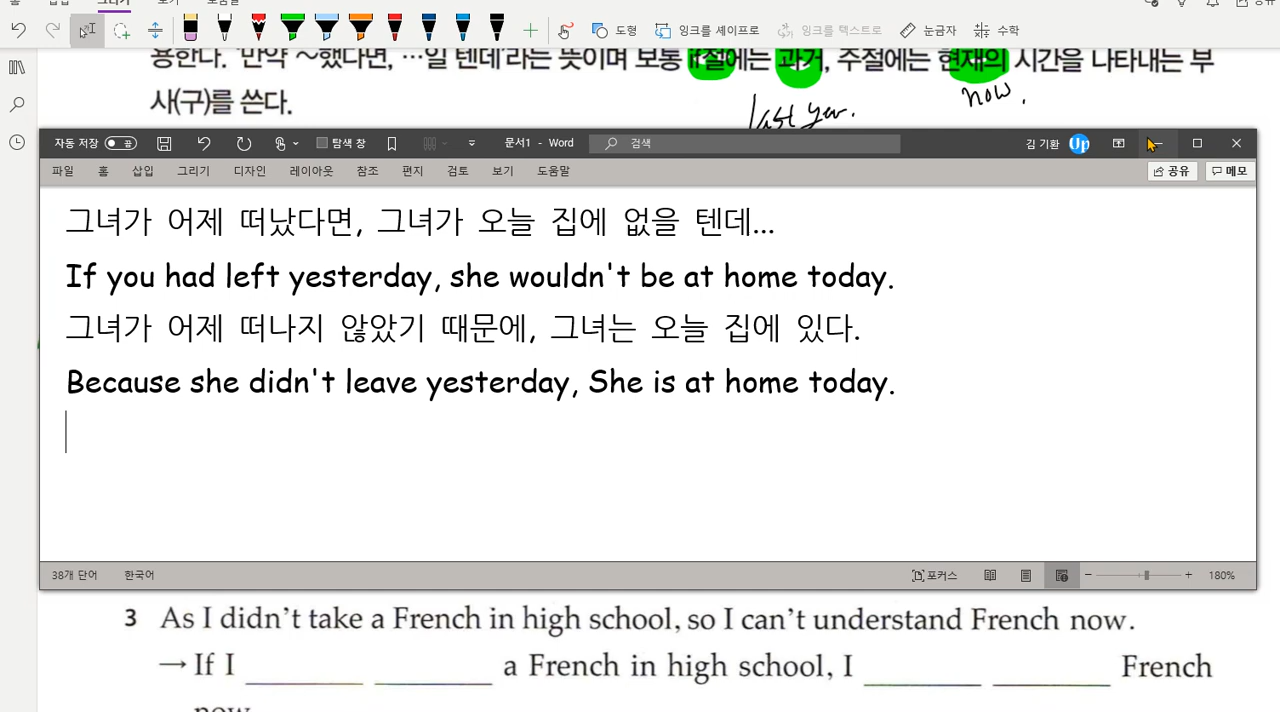 도형
잉크를 셰이프로
잉크를 텍스트로
눈금자
수학
용한다. '만약 ~했다면, …일 텐데'라는 뜻이며 보통 if절에는 과거, 주절에는 현재의 시간을 나타내는 부
사(구)를 쓴다.
now.
자동 저장
끔
탐색 창
문서1 - Word
검색
김 기환
Up
파일 홈 삽입 그리기 디자인 레이아웃 참조 편지 검토 보기 도움말
공유
메모
그녀가 어제 떠났다면, 그녀가 오늘 집에 없을 텐데...
If you had left yesterday, she wouldn't be at home today.
그녀가 어제 떠나지 않았기 때문에, 그녀는 오늘 집에 있다.
Because she didn't leave yesterday, She is at home today.
38개 단어
한국어
포커스
180%
3 As I didn't take a French in high school, so I can't understand French now.
→ If I ________ ________ a French in high school, I ________ ________ French
now